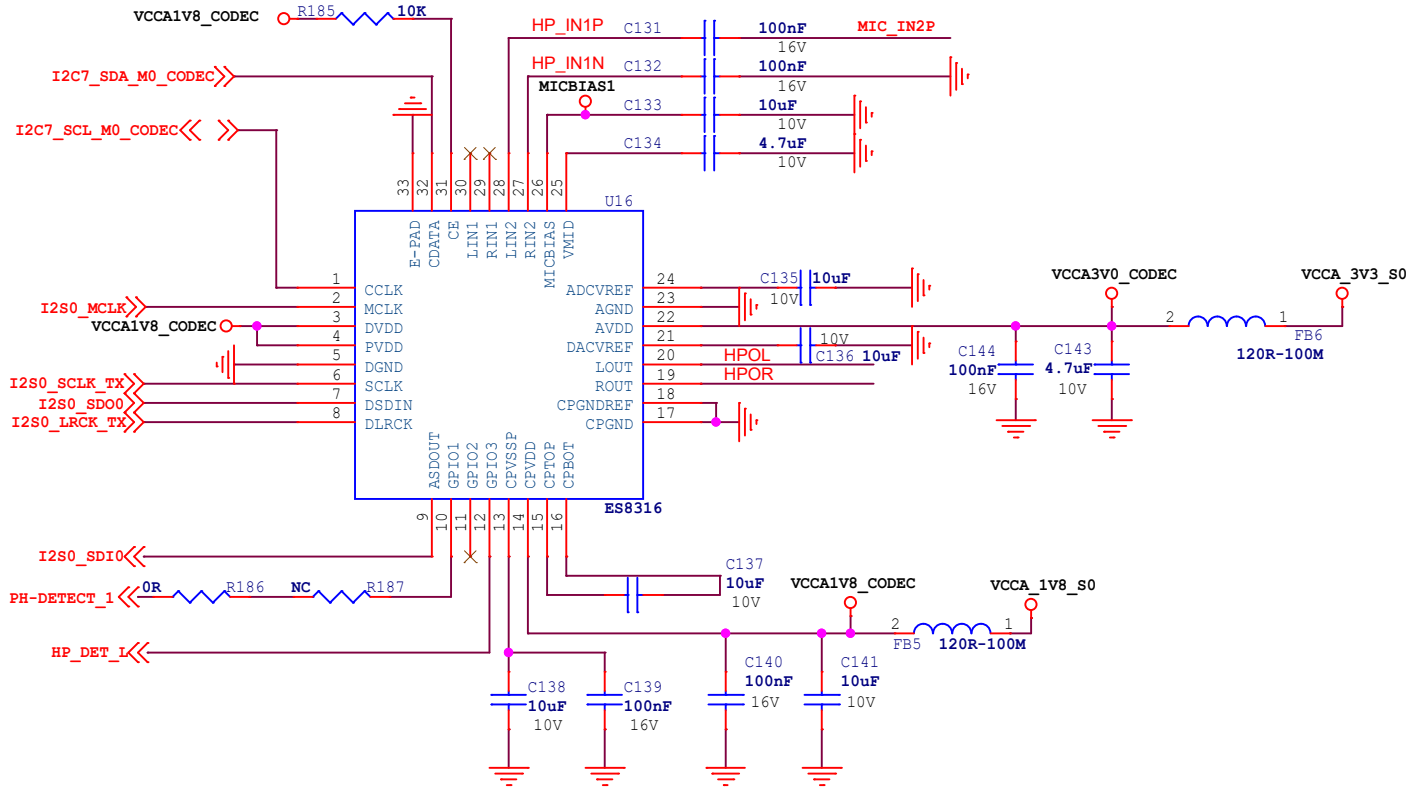 VCCA1V8_CODEC
R185
10K
HP_IN1P
C131
100nF
16V
MIC_IN2P
I2C7_SDA_M0_CODEC
HP_IN1N
C132
100nF
16V
MICBIAS1
C133
10uF
10V
I2C7_SCL_M0_CODEC
C134
4.7uF
10V
33
32
31
30
29
28
27
26
25
U16
E-PAD
CDATA
CE
LIN1
RIN1
LIN2
RIN2
MICBIAS
VMID
1
CCLK
I2S0_MCLK
2
MCLK
VCCA1V8_CODEC
3
DVDD
4
PVDD
5
DGND
I2S0_SCLK_TX
6
SCLK
I2S0_SDO0
7
DSDIN
I2S0_LRCK_TX
8
DLRCK
ADCVREF
24
C135
10uF
10V
AGND
23
AVDD
22
DACVREF
21
10V
C136
10uF
LOUT
20
HPOL
ROUT
19
HPOR
CPGNDREF
18
CPGND
17
VCCA3V0_CODEC
VCCA_3V3_S0
2
1
FB6
120R-100M
C144
100nF
16V
C143
4.7uF
10V
ASDOUT
GPIO1
GPIO2
GPIO3
CPVSSP
CPVDD
CPTOP
CPBOT
9
10
11
12
13
14
15
16
ES8316
I2S0_SDI0
PH-DETECT_1
0R
R186
NC
R187
HP_DET_L
C137
10uF
10V
VCCA1V8_CODEC
VCCA_1V8_S0
2
1
FB5
120R-100M
C138
10uF
10V
C139
100nF
16V
C140
100nF
16V
C141
10uF
10V